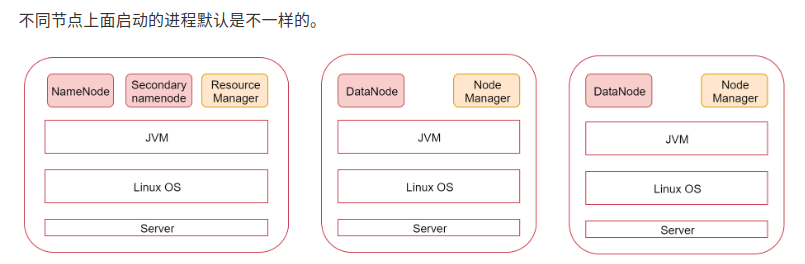 不同节点上面启动的进程默认是不一样的。
NameNode
Secondary
namenode
Resource
Manager
JVM
Linux OS
Server
DataNode
Node
Manager
JVM
Linux OS
Server
DataNode
Node
Manager
JVM
Linux OS
Server